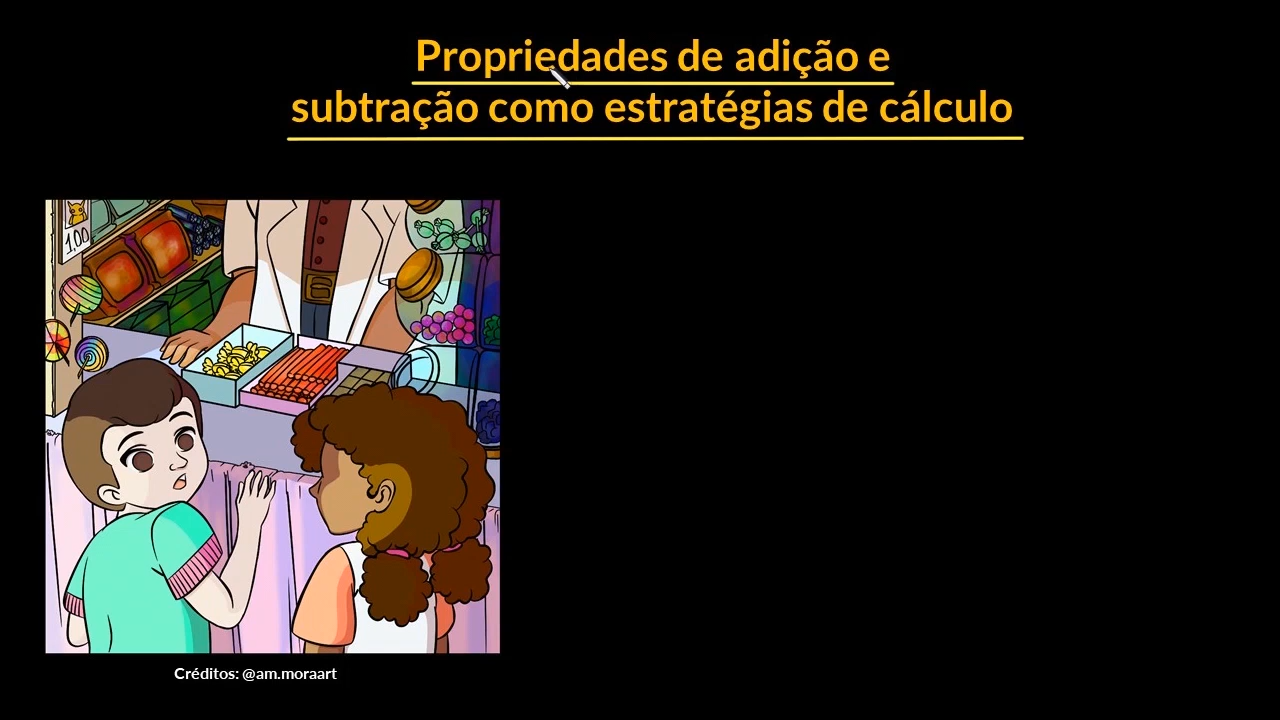 Propriedades de adição e
subtração como estratégias de cálculo
1,00
Créditos: @am.moraart